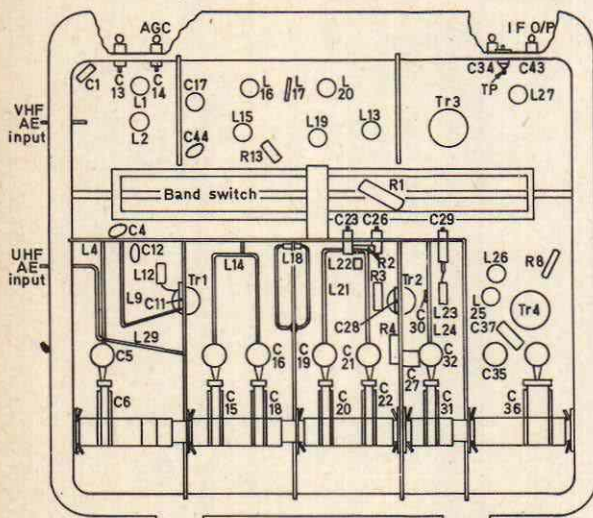 AGC
I F O/P
C1
C 13
C 14
L1
C17
L 16
L 17
L 20
C34
C43
TP
L27
VHF AE input
L2
C44
L15
R13
L19
L13
Tr3
Band switch
R1
C4
C23
C26
C29
UHF AE input
L4
C12
L12
L9
C11
Tr1
L14
L18
L22
R2
R3
L21
Tr2
C28
C 30
L23
L24
L26
R8
L 25
Tr4
C37
L29
R4
C5
C 16
C 19
C 21
C 27
C 32
C35
C6
C 15
C 18
C 20
C 22
C 31
C 36